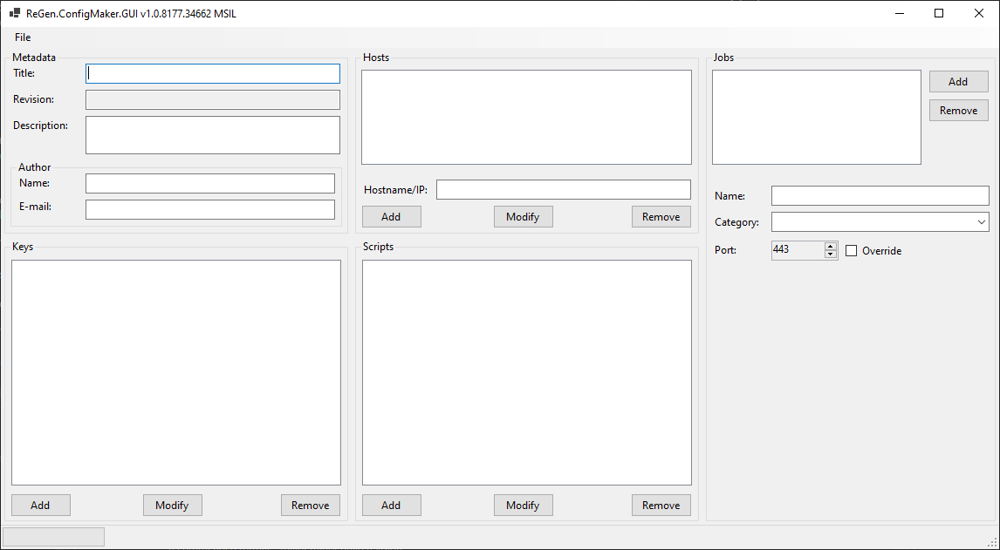 ReGen.ConfigMaker.GUI v1.0.8177.34662 MSIL
File
Metadata
Title:
Revision:
Description:
Author
Name:
E-mail:
Hosts
Hostname/IP:
Add Modify Remove
Jobs
Add
Remove
Name:
Category:
Port: 443 Override
Keys
Add Modify Remove
Scripts
Add Modify Remove